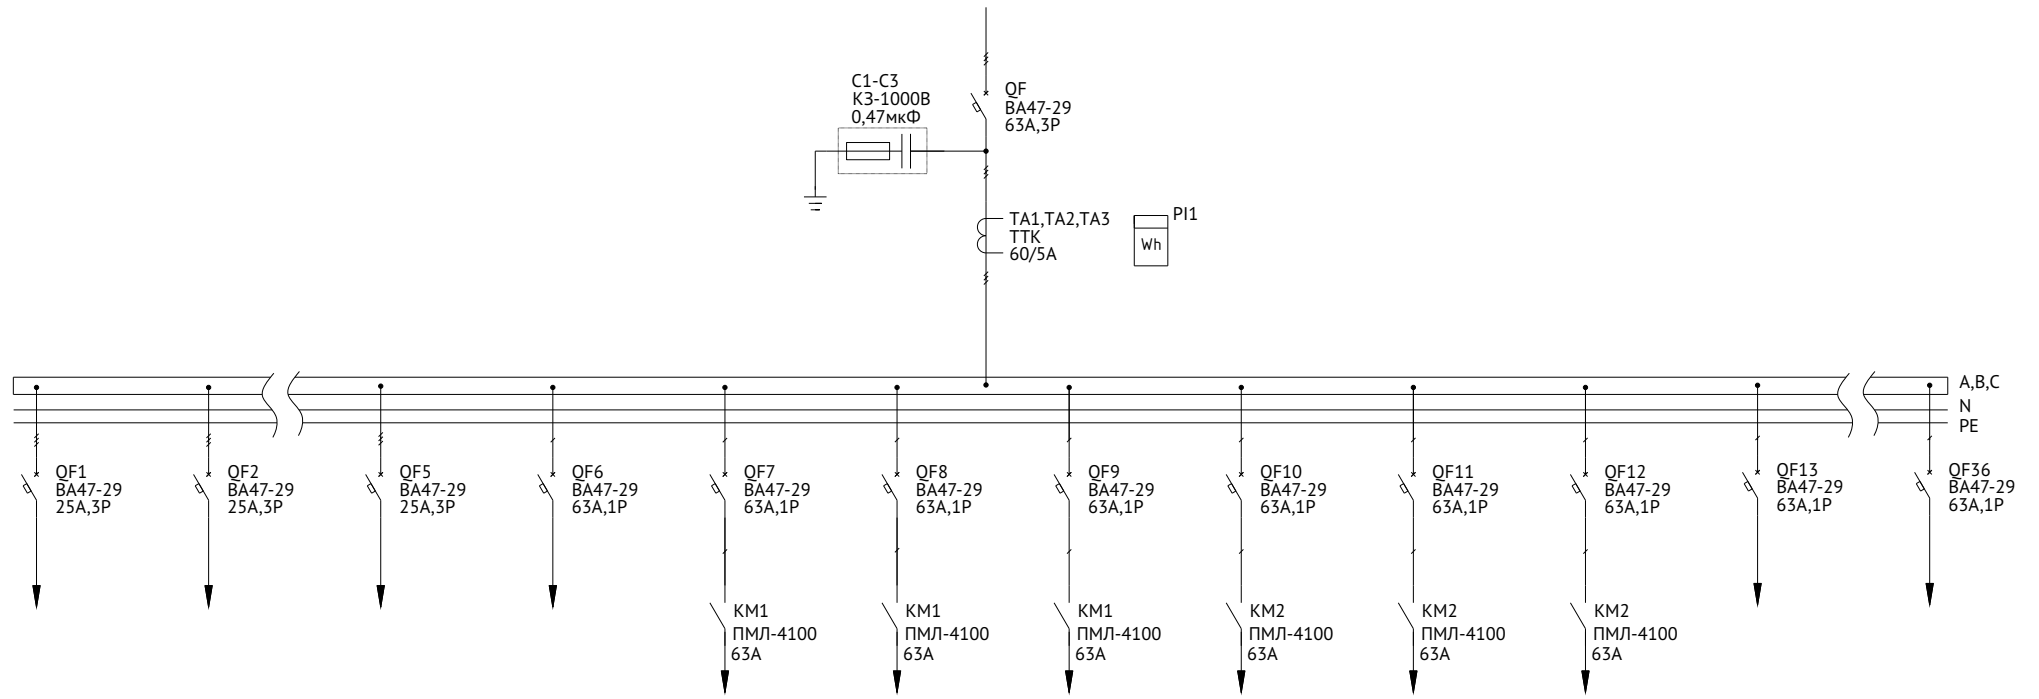 C1-C3
КЗ-1000В
0,47мкФ
QF
ВА47-29
63А,3Р
ТА1,ТА2,ТА3
ТТК
60/5А
PI1
Wh
А,В,С
N
PE
QF1
ВА47-29
25А,3Р
QF2
ВА47-29
25А,3Р
QF5
ВА47-29
25А,3Р
QF6
ВА47-29
63А,1Р
QF7
ВА47-29
63А,1Р
QF8
ВА47-29
63А,1Р
QF9
ВА47-29
63А,1Р
QF10
ВА47-29
63А,1Р
QF11
ВА47-29
63А,1Р
QF12
ВА47-29
63А,1Р
QF13
ВА47-29
63А,1Р
QF36
ВА47-29
63А,1Р
КМ1
ПМЛ-4100
63А
КМ1
ПМЛ-4100
63А
КМ1
ПМЛ-4100
63А
КМ2
ПМЛ-4100
63А
КМ2
ПМЛ-4100
63А
КМ2
ПМЛ-4100
63А